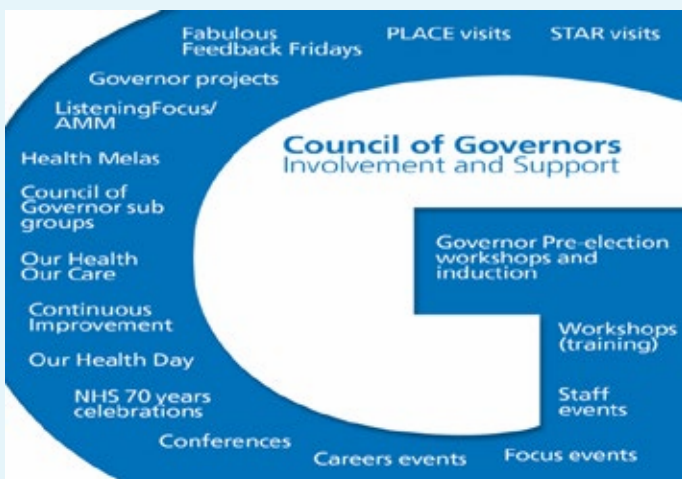 Fabulous
Feedback Fridays
PLACE visits
STAR visits
Governor projects
ListeningFocus/
AMM
Health Melas
Council of
Governor sub
groups
Our Health
Our Care
Continuous
Improvement
Our Health Day
NHS 70 years
celebrations
Conferences
Careers events
Focus events
Staff
events
Workshops
(training)
Governor Pre-election
workshops and
induction
Council of Governors
Involvement and Support